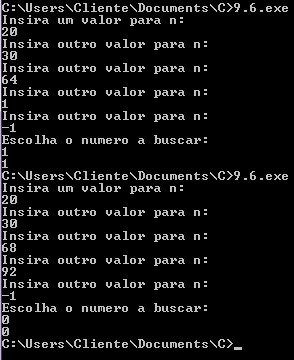 C:\Users\Cliente\Documents\C>9.6.exe
Insira um valor para n:
20
Insira outro valor para n:
30
Insira outro valor para n:
64
Insira outro valor para n:
1
Insira outro valor para n:
-1
Escolha o numero a buscar:
1
1
C:\Users\Cliente\Documents\C>9.6.exe
Insira um valor para n:
20
Insira outro valor para n:
30
Insira outro valor para n:
68
Insira outro valor para n:
92
Insira outro valor para n:
-1
Escolha o numero a buscar:
0
0
C:\Users\Cliente\Documents\C>_